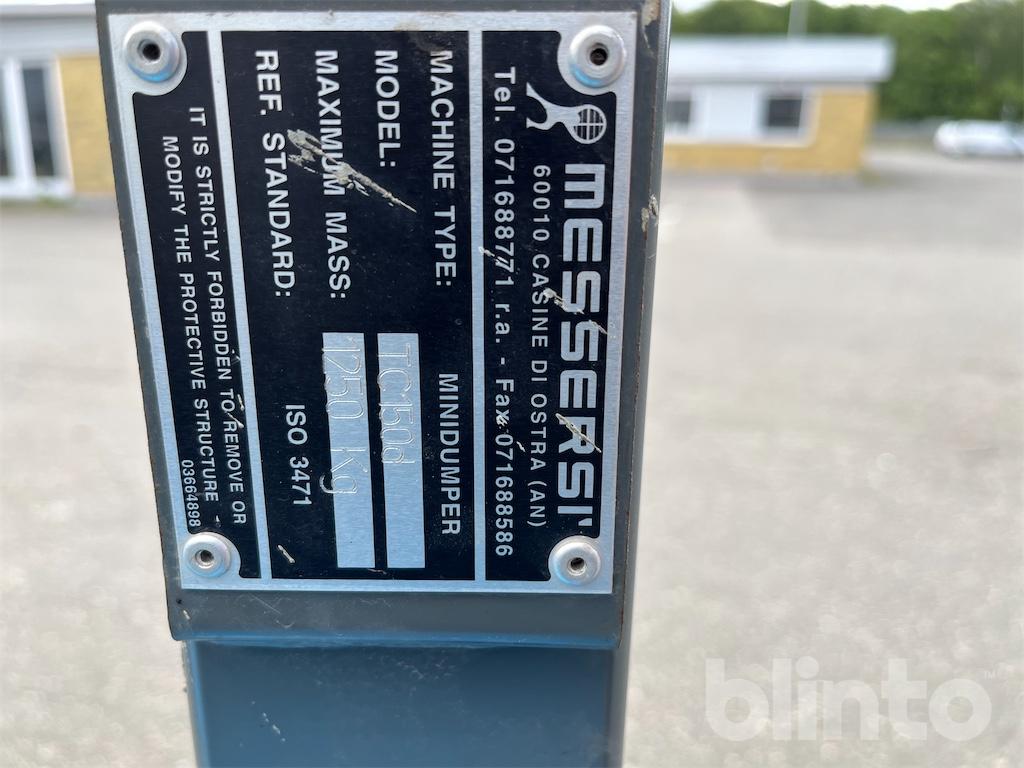 MESSERSI'
60010 CASINE DI OSTRA (AN)
Tel. 071688771 r.a. - Fax 071688586
MACHINE TYPE: MINIDUMPER
MODEL: TC150d
MAXIMUM MASS: 1250 Kg
REF. STANDARD: ISO 3471
IT IS STRICTLY FORBIDDEN TO REMOVE OR
MODIFY THE PROTECTIVE STRUCTURE -
03664898
blinto™